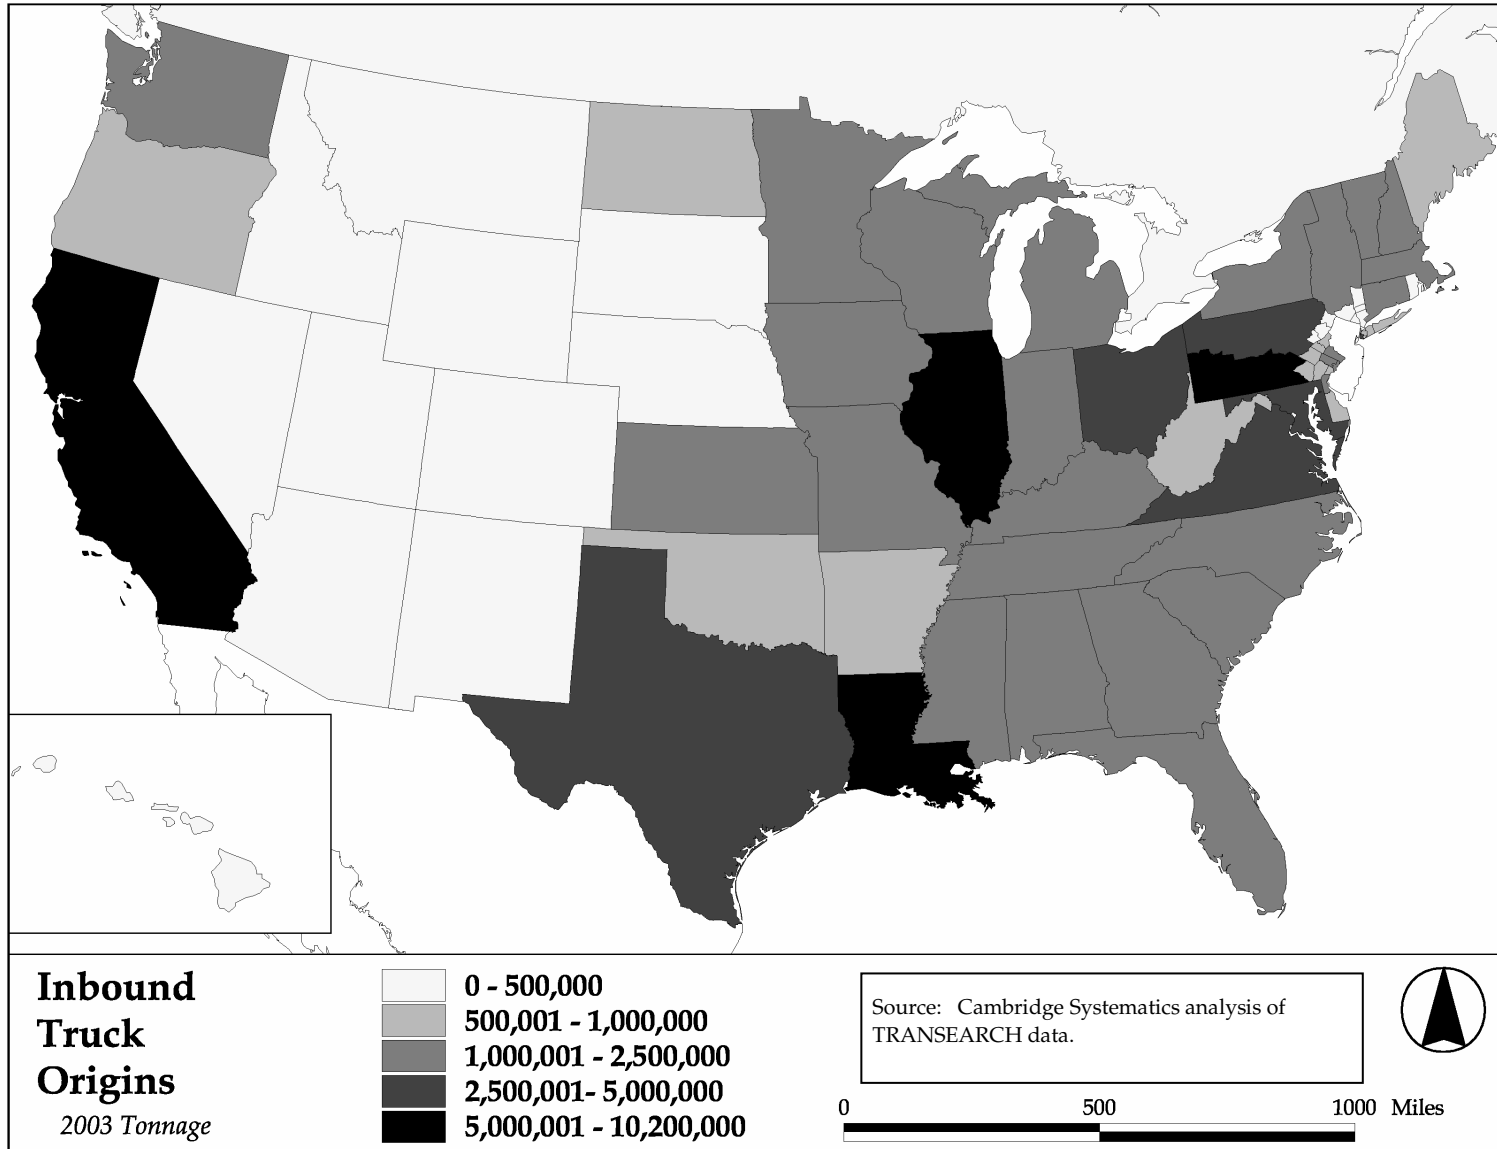 Inbound
Truck
Origins
2003 Tonnage
0 - 500,000
500,001 - 1,000,000
1,000,001 - 2,500,000
2,500,001- 5,000,000
5,000,001 - 10,200,000
Source: Cambridge Systematics analysis of
TRANSEARCH data.
0 500 1000 Miles